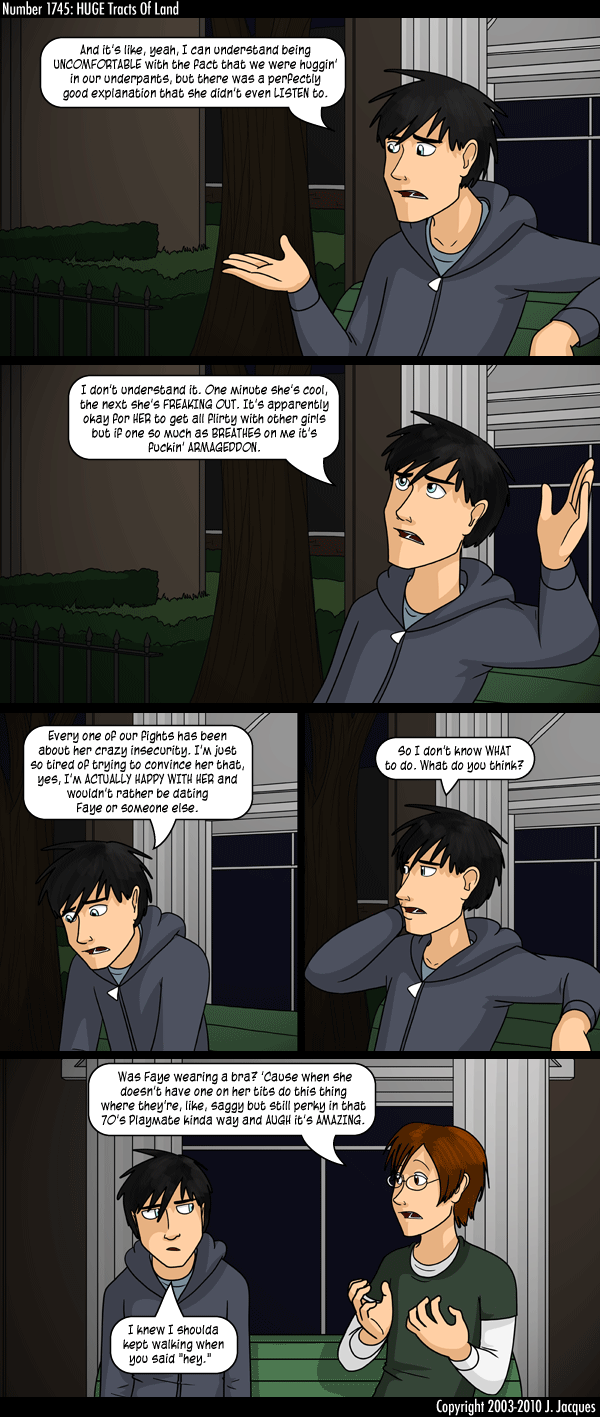 Number 1745: HUGE Tracts Of Land
And it's like, yeah, I can understand being
UNCOMFORTABLE with the fact that we were huggin'
in our underpants, but there was a perfectly
good explanation that she didn't even LISTEN to.
I don't understand it. One minute she's cool,
the next she's FREAKING OUT. It's apparently
okay for HER to get all flirty with other girls
but if one so much as BREATHES on me it's
fuckin' ARMAGEDDON.
Every one of our fights has been
about her crazy insecurity. I'm just
so tired of trying to convince her that,
yes, I'm ACTUALLY HAPPY WITH HER and
wouldn't rather be dating
Faye or someone else.
So I don't know WHAT
to do. What do you think?
Was Faye wearing a bra? 'Cause when she
doesn't have one on her tits do this thing
where they're, like, saggy but still perky in that
70's Playmate kinda way and AUGH it's AMAZING.
I knew I shoulda
kept walking when
you said "hey."
Copyright 2003-2010 J. Jacques